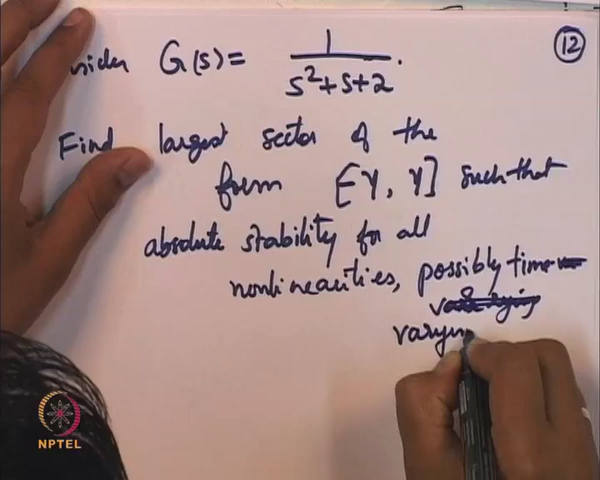 12
nsider G(s) = 1 / s²+s+2 .
Find largest sector of the
form [-γ, γ] such that
absolute stability for all
nonlinearities, possibly time-
varyin
NPTEL